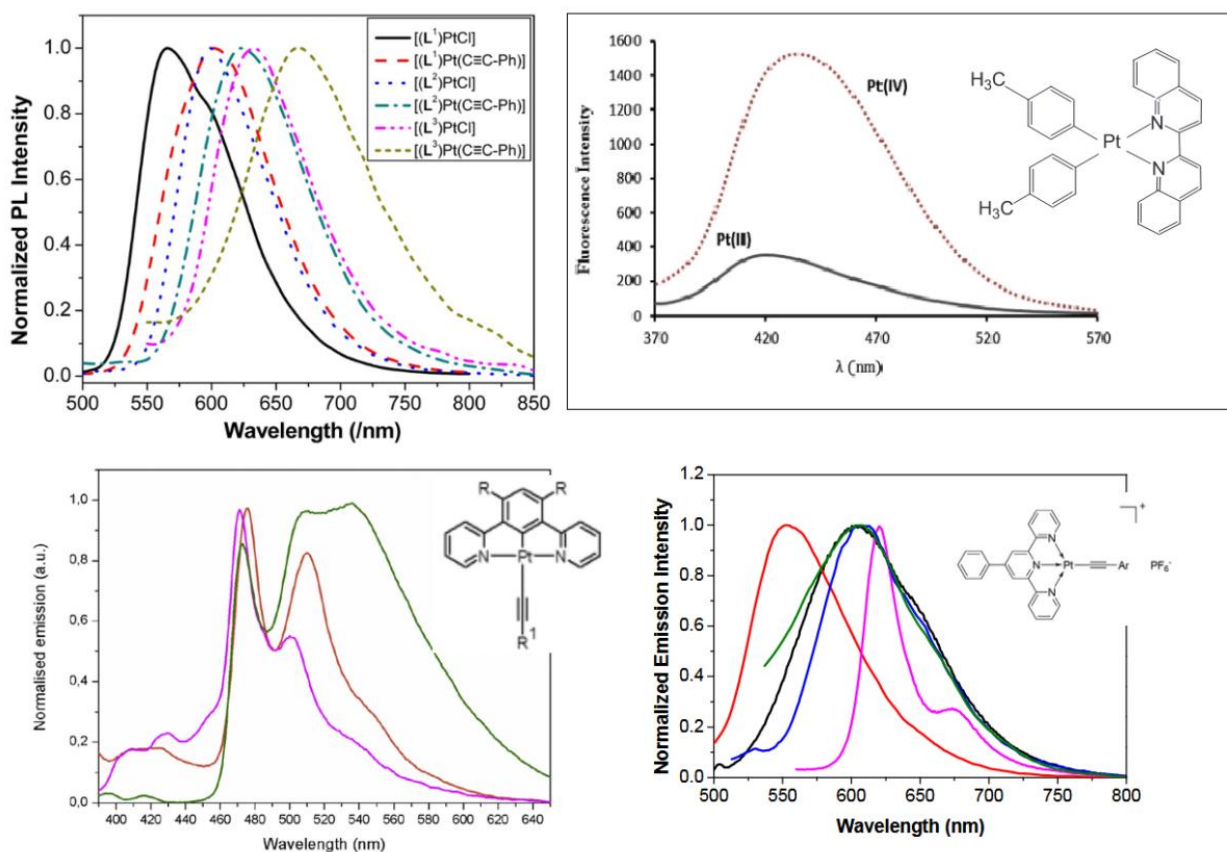 Normalized PL Intensity
1.0
0.8
0.6
0.4
0.2
0.0
[(L¹)PtCl]
[(L¹)Pt(C≡C-Ph)]
[(L²)PtCl]
[(L²)Pt(C≡C-Ph)]
[(L³)PtCl]
[(L³)Pt(C≡C-Ph)]
500 550 600 650 700 750 800 850
Wavelength (/nm)
Fluorescence Intensity
1600
1400
1200
1000
800
600
400
200
0
Pt(IV)
Pt(II)
370 420 470 520 570
λ (nm)
H₃C
N
Pt
N
H₃C
Normalised emission (a.u.)
1,0
0,8
0,6
0,4
0,2
0,0
R R
N Pt N
R¹
400 420 440 460 480 500 520 540 560 580 600 620 640
Wavelength (nm)
Normalized Emission Intensity
1.2
1.0
0.8
0.6
0.4
0.2
0.0
+
N
N Pt Ar PF₆⁻
N
500 550 600 650 700 750 800
Wavelength (nm)